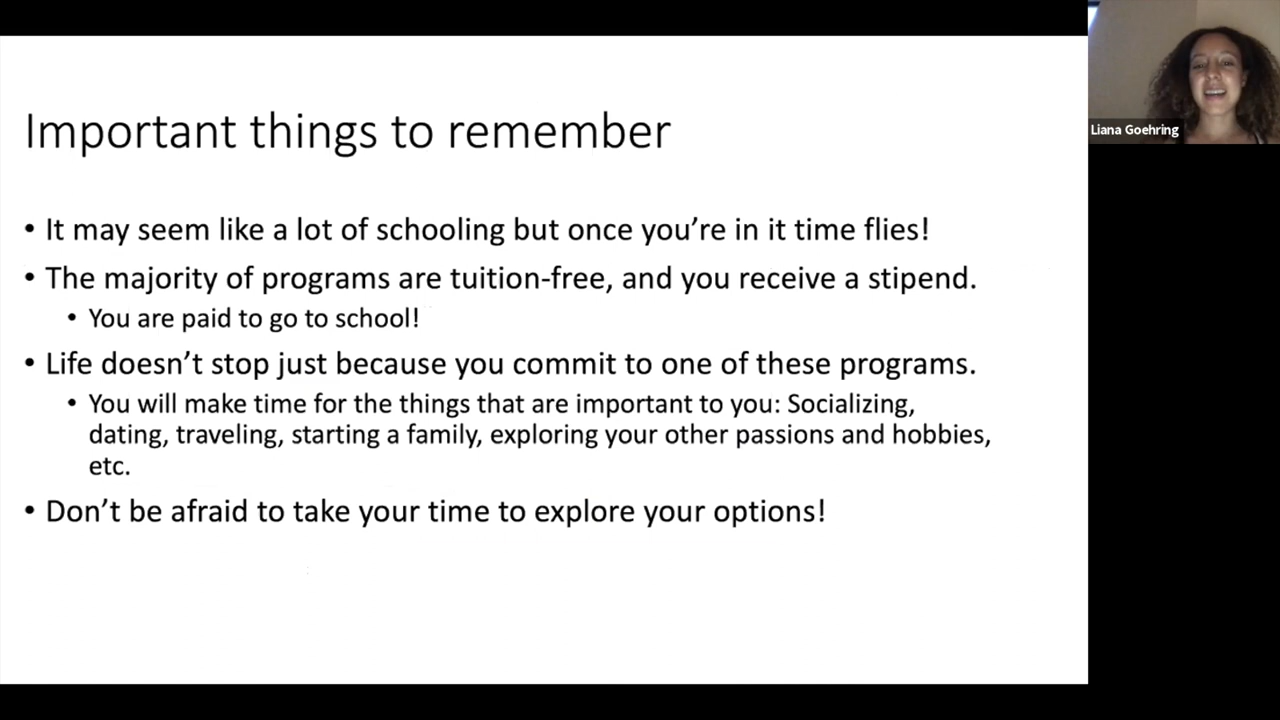 Important things to remember
• It may seem like a lot of schooling but once you’re in it time flies!
• The majority of programs are tuition-free, and you receive a stipend.
• You are paid to go to school!
• Life doesn’t stop just because you commit to one of these programs.
• You will make time for the things that are important to you: Socializing,
dating, traveling, starting a family, exploring your other passions and hobbies,
etc.
• Don’t be afraid to take your time to explore your options!
Liana Goehring